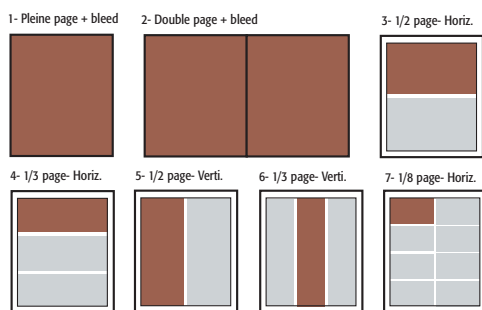 1- Pleine page + bleed
2- Double page + bleed
3- 1/2 page- Horiz.
4- 1/3 page- Horiz.
5- 1/2 page- Verti.
6- 1/3 page- Verti.
7- 1/8 page- Horiz.